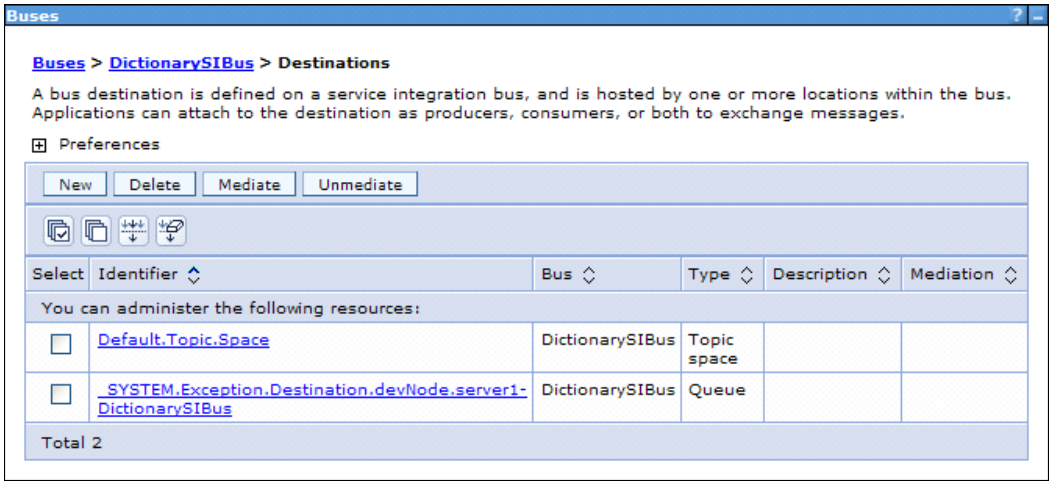 Buses ? –
Buses > DictionarySIBus > Destinations
A bus destination is defined on a service integration bus, and is hosted by one or more locations within the bus.
Applications can attach to the destination as producers, consumers, or both to exchange messages.
+ Preferences
New Delete Mediate Unmediate
Select Identifier Bus Type Description Mediation
You can administer the following resources:
Default.Topic.Space DictionarySIBus Topic
space
_SYSTEM.Exception.Destination.devNode.server1- DictionarySIBus Queue
DictionarySIBus
Total 2